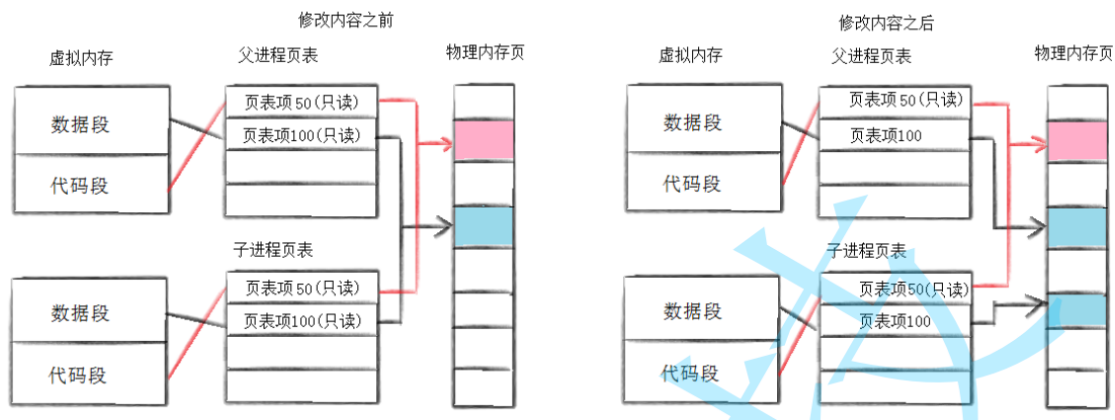 修改内容之前
虚拟内存
父进程页表
物理内存页
数据段
代码段
页表项50(只读)
页表项100(只读)
子进程页表
数据段
代码段
页表项50(只读)
页表项100(只读)
修改内容之后
虚拟内存
父进程页表
物理内存页
数据段
代码段
页表项50(只读)
页表项100
子进程页表
数据段
代码段
页表项50(只读)
页表项100